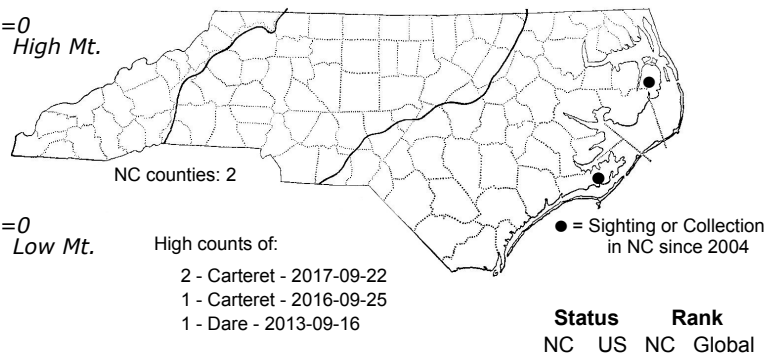 =0
High Mt.
NC counties: 2
=0
Low Mt.
High counts of:
2 - Carteret - 2017-09-22
1 - Carteret - 2016-09-25
1 - Dare - 2013-09-16
● = Sighting or Collection
in NC since 2004
Status Rank
NC US NC Global